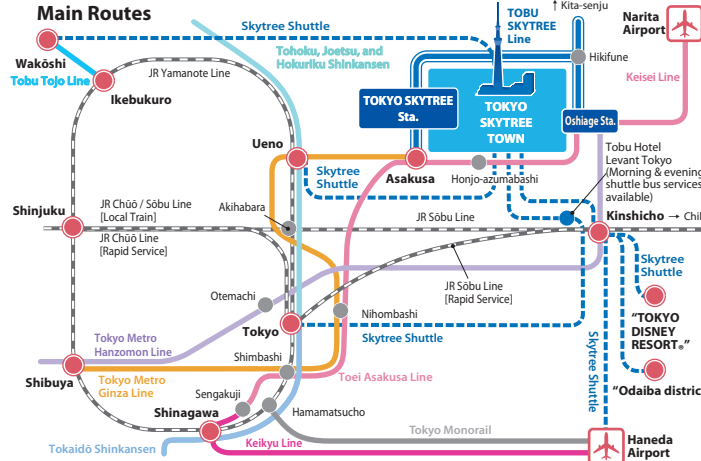 Main Routes
Skytree Shuttle
TOBU
SKYTREE
Line
↑ Kita-senju
Narita
Airport
Wakōshi
Tohoku, Joetsu, and
Hokuriku Shinkansen
Hikifune
Tobu Tojo Line
JR Yamanote Line
Keisei Line
Ikebukuro
TOKYO SKYTREE
Sta.
TOKYO
SKYTREE
TOWN
Oshiage Sta.
Ueno
Skytree
Shuttle
Asakusa
Honjo-azumabashi
Tobu Hotel
Levant Tokyo
(Morning & evening
shuttle bus services
available)
Shinjuku
JR Chūō / Sōbu Line
[Local Train]
JR Chūō Line
[Rapid Service]
Akihabara
JR Sōbu Line
Kinshicho → Chi
Skytree
Shuttle
JR Sōbu Line
[Rapid Service]
Otemachi
Tokyo
Nihombashi
Skytree Shuttle
"TOKYO
DISNEY
RESORT®"
Tokyo Metro
Hanzomon Line
Shimbashi
Skytree Shuttle
Shibuya
Tokyo Metro
Ginza Line
Toei Asakusa Line
"Odaiba distric
Sengakuji
Shinagawa
Hamamatsucho
Tokyo Monorail
Tokaidō Shinkansen
Keikyu Line
Haneda
Airport